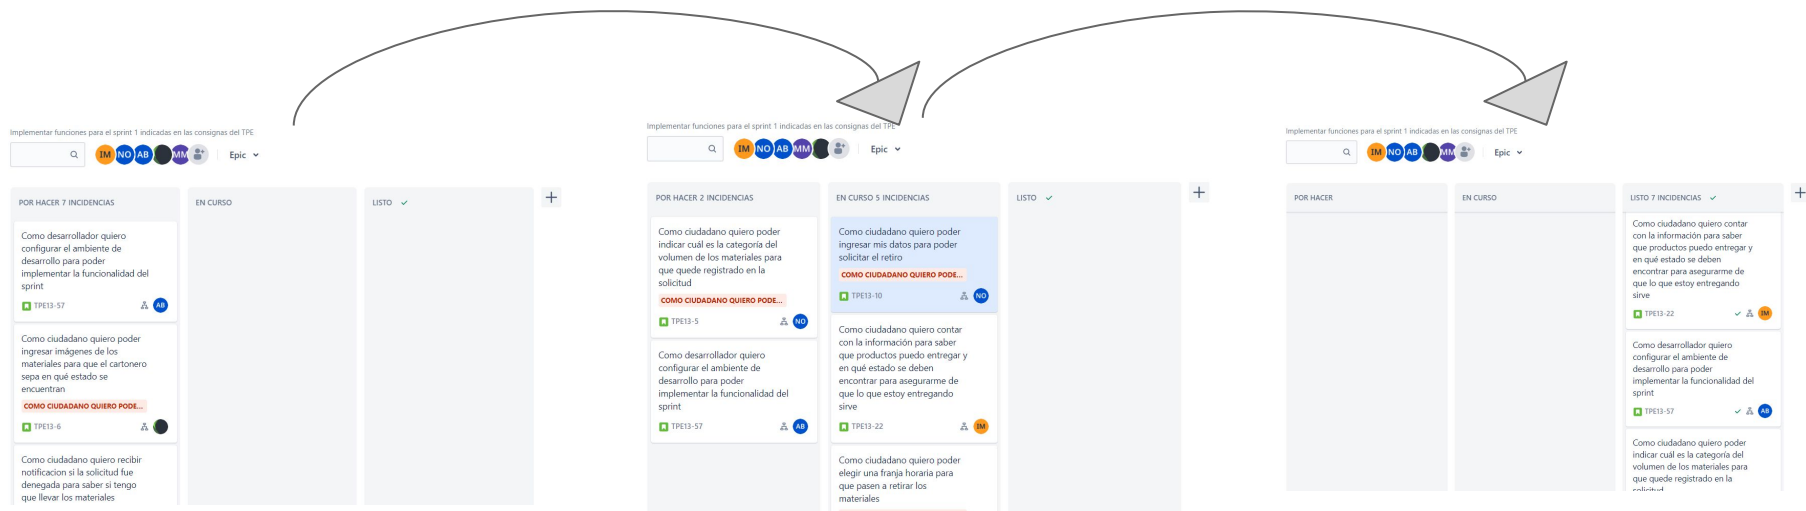 Implementar funciones para el sprint 1 indicadas en las consignas del TPE
IM NO AB MM
Epic
POR HACER 7 INCIDENCIAS
EN CURSO
LISTO
Como desarrollador quiero
configurar el ambiente de
desarrollo para poder
implementar la funcionalidad del
sprint
TPE13-57
AB
Como ciudadano quiero poder
ingresar imágenes de los
materiales para que el cartonero
sepa en qué estado se
encuentran
COMO CIUDADANO QUIERO PODE...
TPE13-6
Como ciudadano quiero recibir
notificacion si la solicitud fue
denegada para saber si tengo
que llevar los materiales
Implementar funciones para el sprint 1 indicadas en las consignas del TPE
IM NO AB MM
Epic
POR HACER 2 INCIDENCIAS
EN CURSO 5 INCIDENCIAS
LISTO
Como ciudadano quiero poder
indicar cuál es la categoría del
volumen de los materiales para
que quede registrado en la
solicitud
COMO CIUDADANO QUIERO PODE...
TPE13-5
NO
Como desarrollador quiero
configurar el ambiente de
desarrollo para poder
implementar la funcionalidad del
sprint
TPE13-57
AB
Como ciudadano quiero poder
ingresar mis datos para poder
solicitar el retiro
COMO CIUDADANO QUIERO PODE...
TPE13-10
NO
Como ciudadano quiero contar
con la información para saber
que productos puedo entregar y
en qué estado se deben
encontrar para asegurarme de
que lo que estoy entregando
sirve
TPE13-22
IM
Como ciudadano quiero poder
elegir una franja horaria para
que pasen a retirar los
materiales
Implementar funciones para el sprint 1 indicadas en las consignas del TPE
IM NO AB MM
Epic
POR HACER
EN CURSO
LISTO 7 INCIDENCIAS
Como ciudadano quiero contar
con la información para saber
que productos puedo entregar y
en qué estado se deben
encontrar para asegurarme de
que lo que estoy entregando
sirve
TPE13-22
IM
Como desarrollador quiero
configurar el ambiente de
desarrollo para poder
implementar la funcionalidad del
sprint
TPE13-57
AB
Como ciudadano quiero poder
indicar cuál es la categoría del
volumen de los materiales para
que quede registrado en la
solicitud